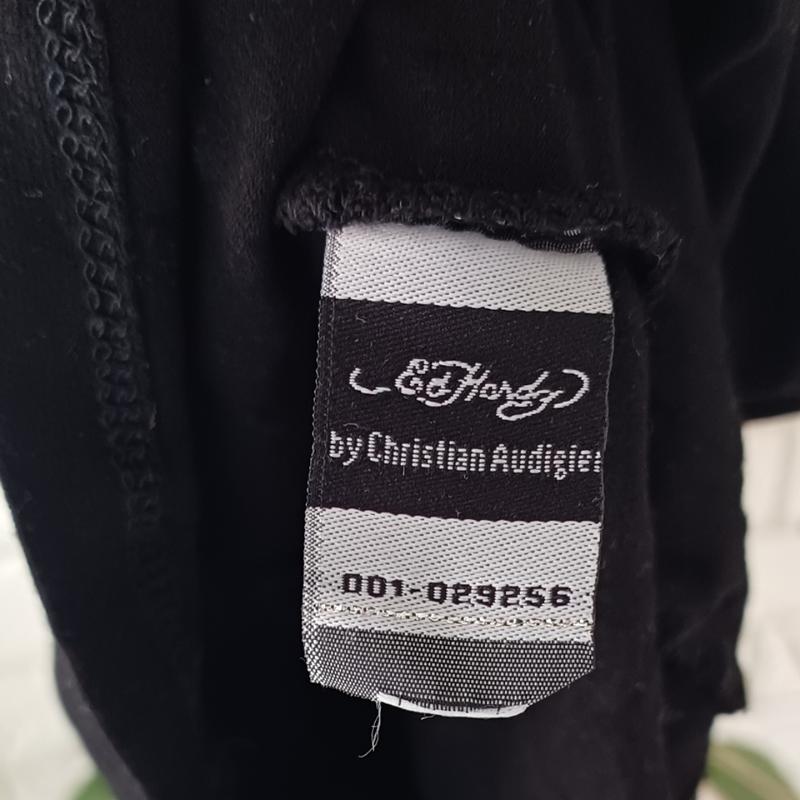 Ed Hardy
by Christian Audigier
001-029256